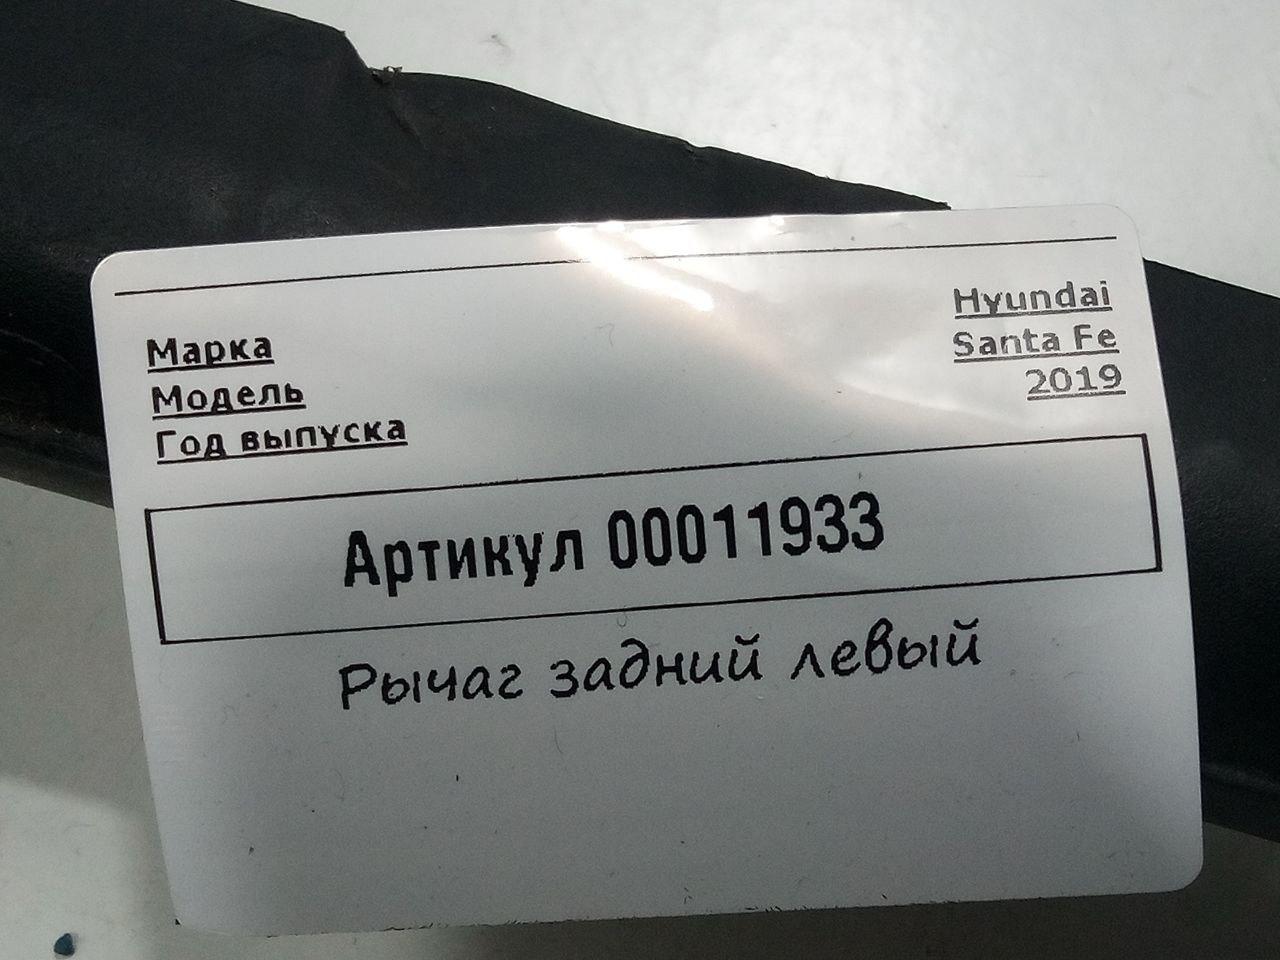 Марка Hyundai
Модель Santa Fe
Год выпуска 2019
Артикул 00011933
Рычаг задний левый